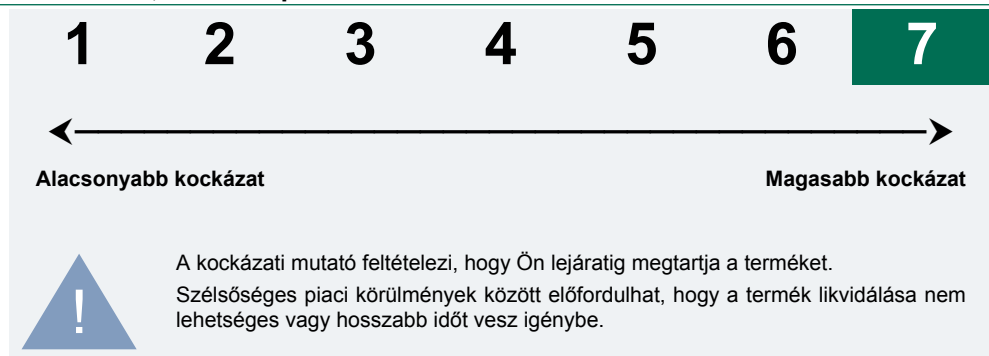 1 2 3 4 5 6 7
Alacsonyabb kockázat Magasabb kockázat
A kockázati mutató feltételezi, hogy Ön lejáratig megtartja a terméket.
!
Szélsőséges piaci körülmények között előfordulhat, hogy a termék likvidálása nem
lehetséges vagy hosszabb időt vesz igénybe.